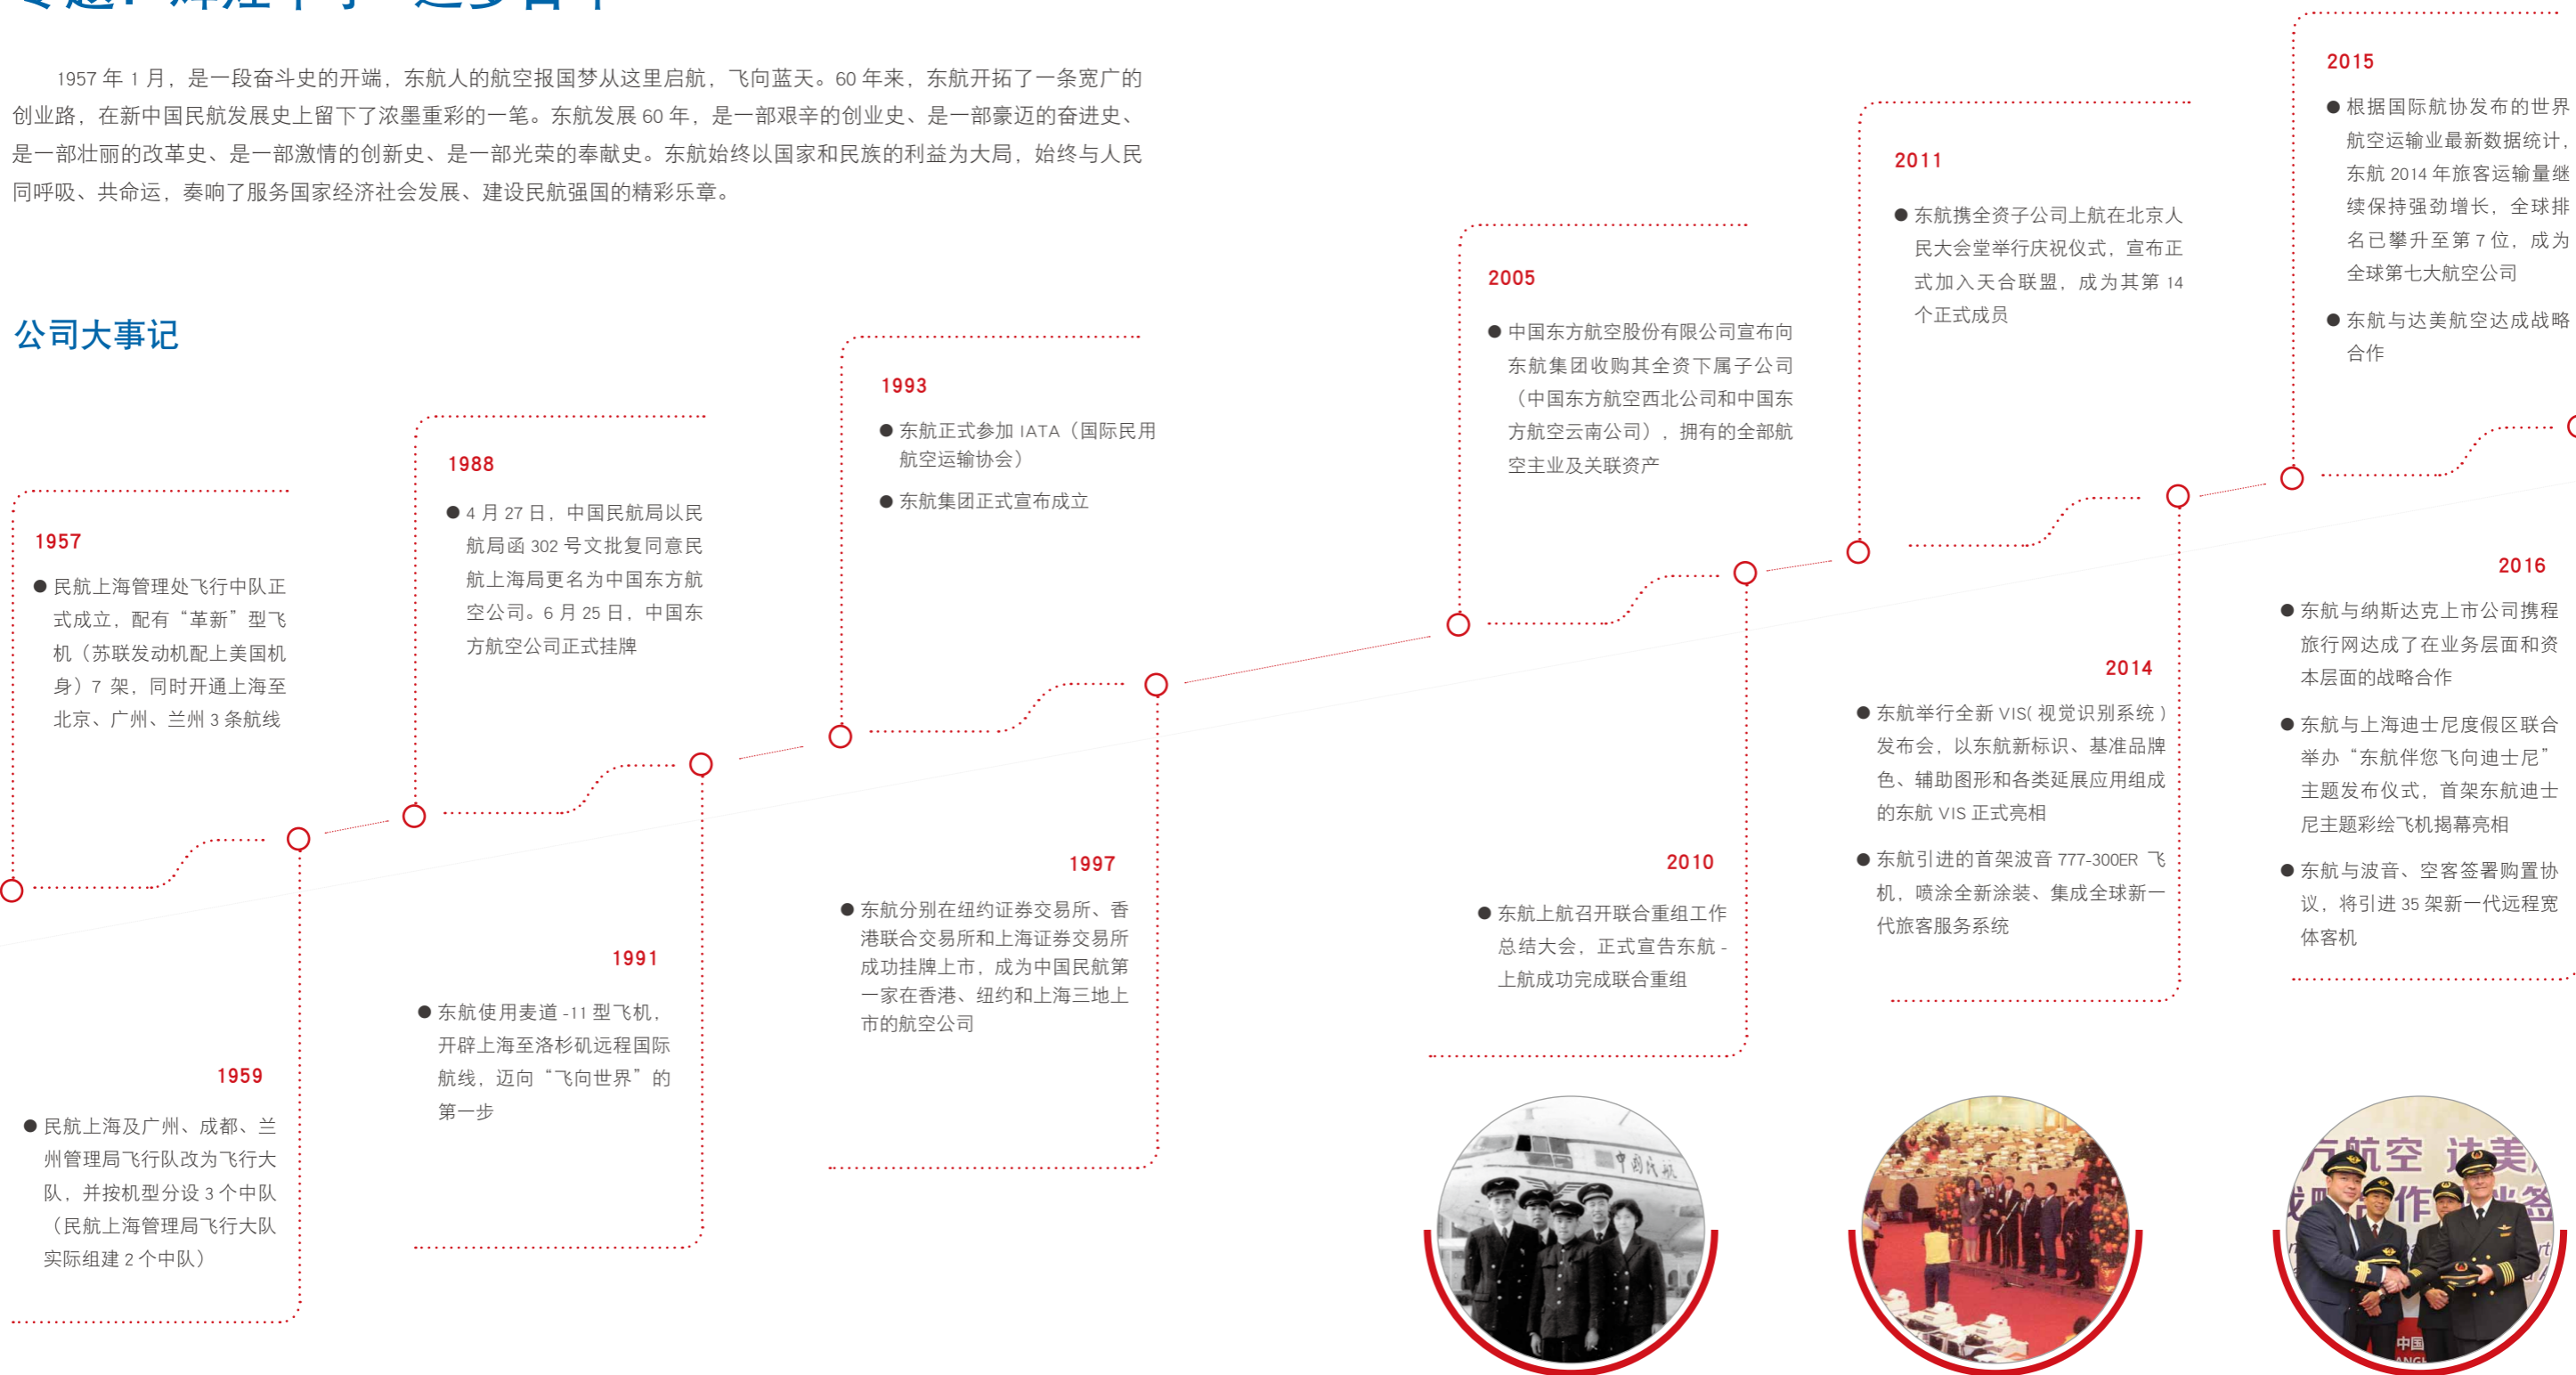 1957 年 1 月，是一段奋斗史的开端，东航人的航空报国梦从这里启航，飞向蓝天。60 年来，东航开拓了一条宽广的
创业路，在新中国民航发展史上留下了浓墨重彩的一笔。东航发展 60 年，是一部艰辛的创业史、是一部豪迈的奋进史、
是一部壮丽的改革史、是一部激情的创新史、是一部光荣的奉献史。东航始终以国家和民族的利益为大局，始终与人民
同呼吸、共命运，奏响了服务国家经济社会发展、建设民航强国的精彩乐章。
公司大事记
1957
● 民航上海管理处飞行中队正
式成立，配有“革新”型飞
机（苏联发动机配上美国机
身）7 架，同时开通上海至
北京、广州、兰州 3 条航线
1959
● 民航上海及广州、成都、兰
州管理局飞行队改为飞行大
队，并按机型分设 3 个中队
（民航上海管理局飞行大队
实际组建 2 个中队）
1988
● 4 月 27 日，中国民航局以民
航局函 302 号文批复同意民
航上海局更名为中国东方航
空公司。6 月 25 日，中国东
方航空公司正式挂牌
1991
● 东航使用麦道 -11 型飞机，
开辟上海至洛杉矶远程国际
航线，迈向“飞向世界”的
第一步
1993
● 东航正式参加 IATA（国际民用
航空运输协会）
● 东航集团正式宣布成立
1997
● 东航分别在纽约证券交易所、香
港联合交易所和上海证券交易所
成功挂牌上市，成为中国民航第
一家在香港、纽约和上海三地上
市的航空公司
2005
● 中国东方航空股份有限公司宣布向
东航集团收购其全资下属子公司
（中国东方航空西北公司和中国东
方航空云南公司），拥有的全部航
空主业及关联资产
2010
● 东航上航召开联合重组工作
总结大会，正式宣告东航 -
上航成功完成联合重组
2011
● 东航携全资子公司上航在北京人
民大会堂举行庆祝仪式，宣布正
式加入天合联盟，成为其第 14
个正式成员
2014
● 东航举行全新 VIS( 视觉识别系统 )
发布会，以东航新标识、基准品牌
色、辅助图形和各类延展应用组成
的东航 VIS 正式亮相
● 东航引进的首架波音 777-300ER 飞
机，喷涂全新涂装、集成全球新一
代旅客服务系统
2015
● 根据国际航协发布的世界
航空运输业最新数据统计，
东航 2014 年旅客运输量继
续保持强劲增长，全球排
名已攀升至第 7 位，成为
全球第七大航空公司
● 东航与达美航空达成战略
合作
2016
● 东航与纳斯达克上市公司携程
旅行网达成了在业务层面和资
本层面的战略合作
● 东航与上海迪士尼度假区联合
举办“东航伴您飞向迪士尼”
主题发布仪式，首架东航迪士
尼主题彩绘飞机揭幕亮相
● 东航与波音、空客签署购置协
议，将引进 35 架新一代远程宽
体客机
中国民航
方航空 达美
作
签
中国